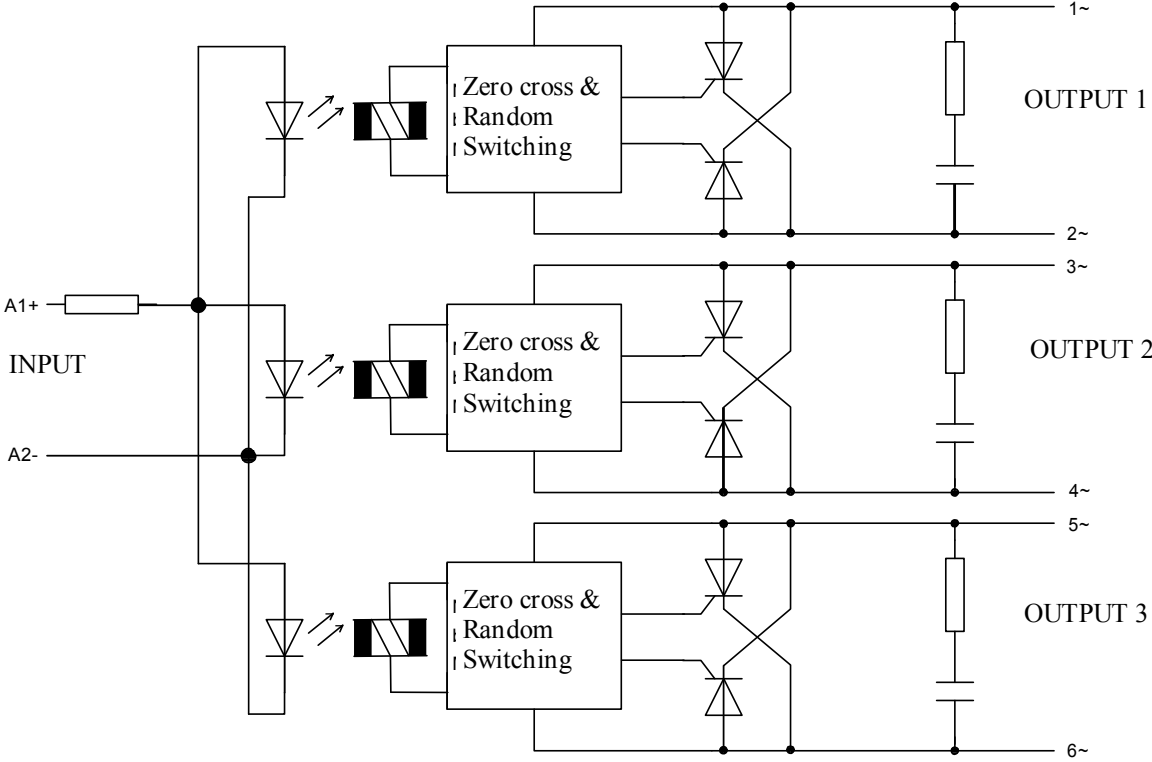 1~
Zero cross &
Random
Switching
OUTPUT 1
2~
3~
A1+
INPUT
Zero cross &
Random
Switching
OUTPUT 2
A2-
4~
5~
Zero cross &
Random
Switching
OUTPUT 3
6~